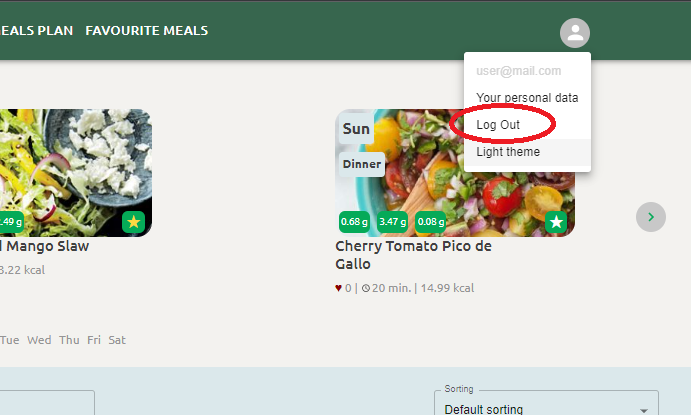 EALS PLAN FAVOURITE MEALS
user@mail.com
Your personal data
Log Out
Light theme
Sun
Dinner
.49 g
0.68 g 3.47 g 0.08 g
d Mango Slaw
Cherry Tomato Pico de
Gallo
3.22 kcal
0 | 20 min. | 14.99 kcal
Tue Wed Thu Fri Sat
Sorting
Default sorting